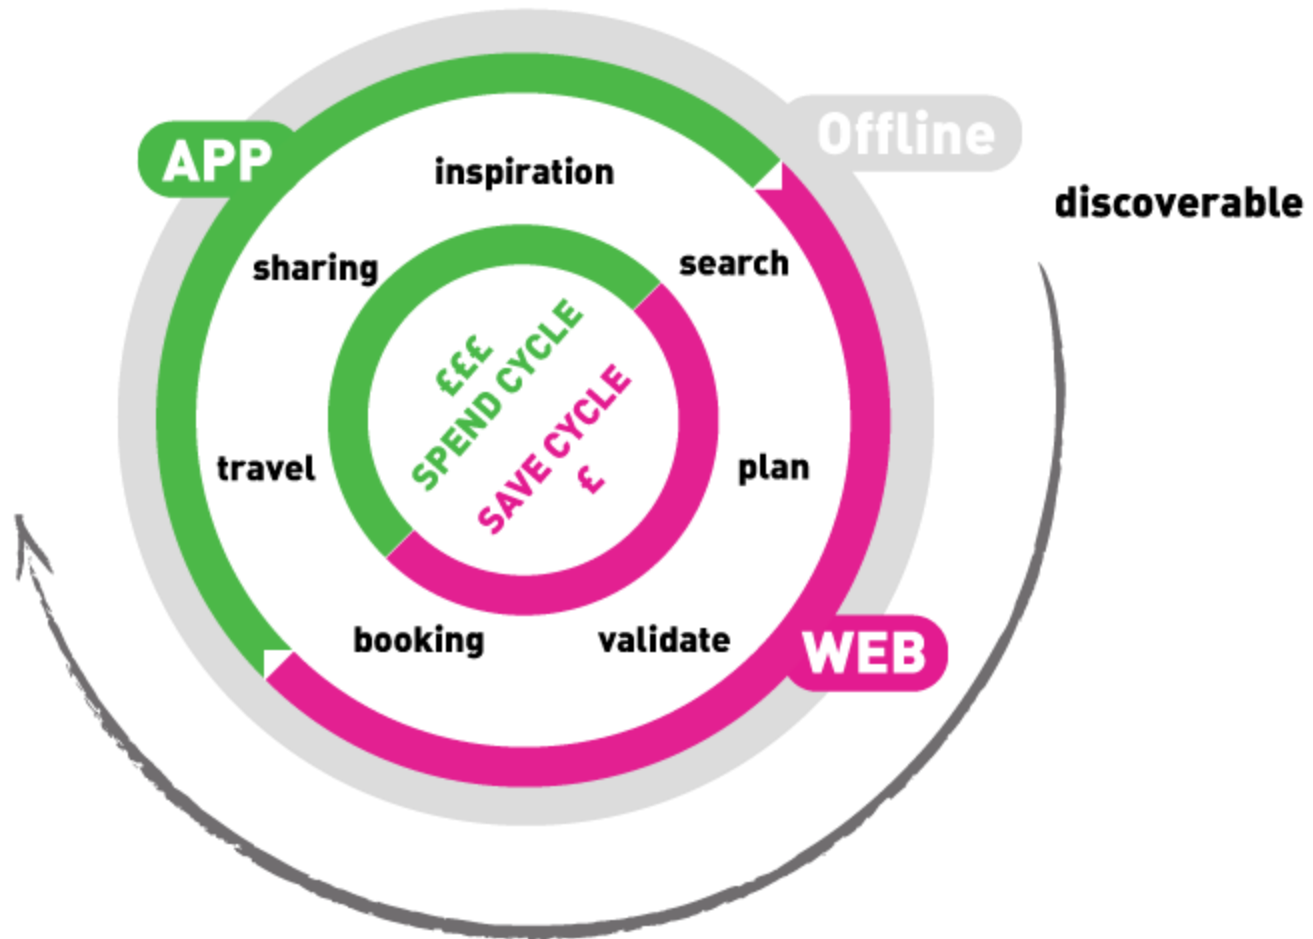 APP
Offline
discoverable
inspiration
sharing
search
£££
SPEND CYCLE
SAVE CYCLE
£
travel
plan
booking
validate
WEB